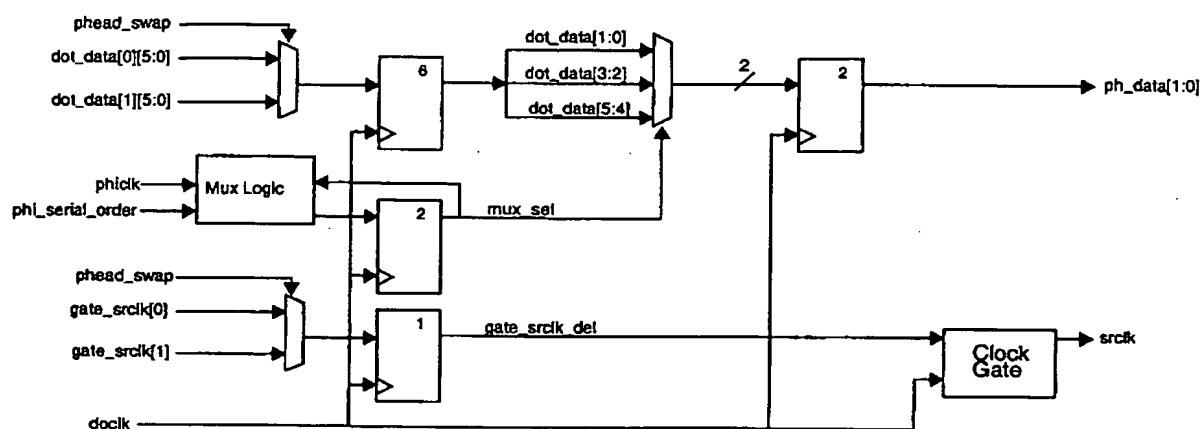 phead_swap
dot_data[0][5:0]
dot_data[1][5:0]
6
dot_data[1:0]
dot_data[3:2]
dot_data[5:4]
2
2
ph_data[1:0]
phiclk
phi_serial_order
Mux Logic
2
mux_sel
phead_swap
gate_srclk[0]
gate_srclk[1]
1
gate_srclk_del
Clock
Gate
srclk
doclk